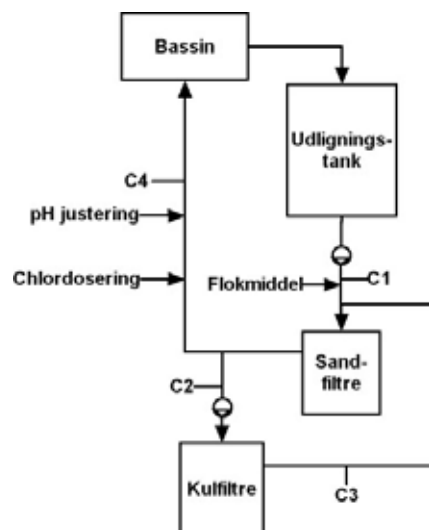 Bassin
Udlignings-
tank
C4
pH justering
Chlordosering
Flokmiddel
C1
Sand-
filtre
C2
Kulfiltre
C3